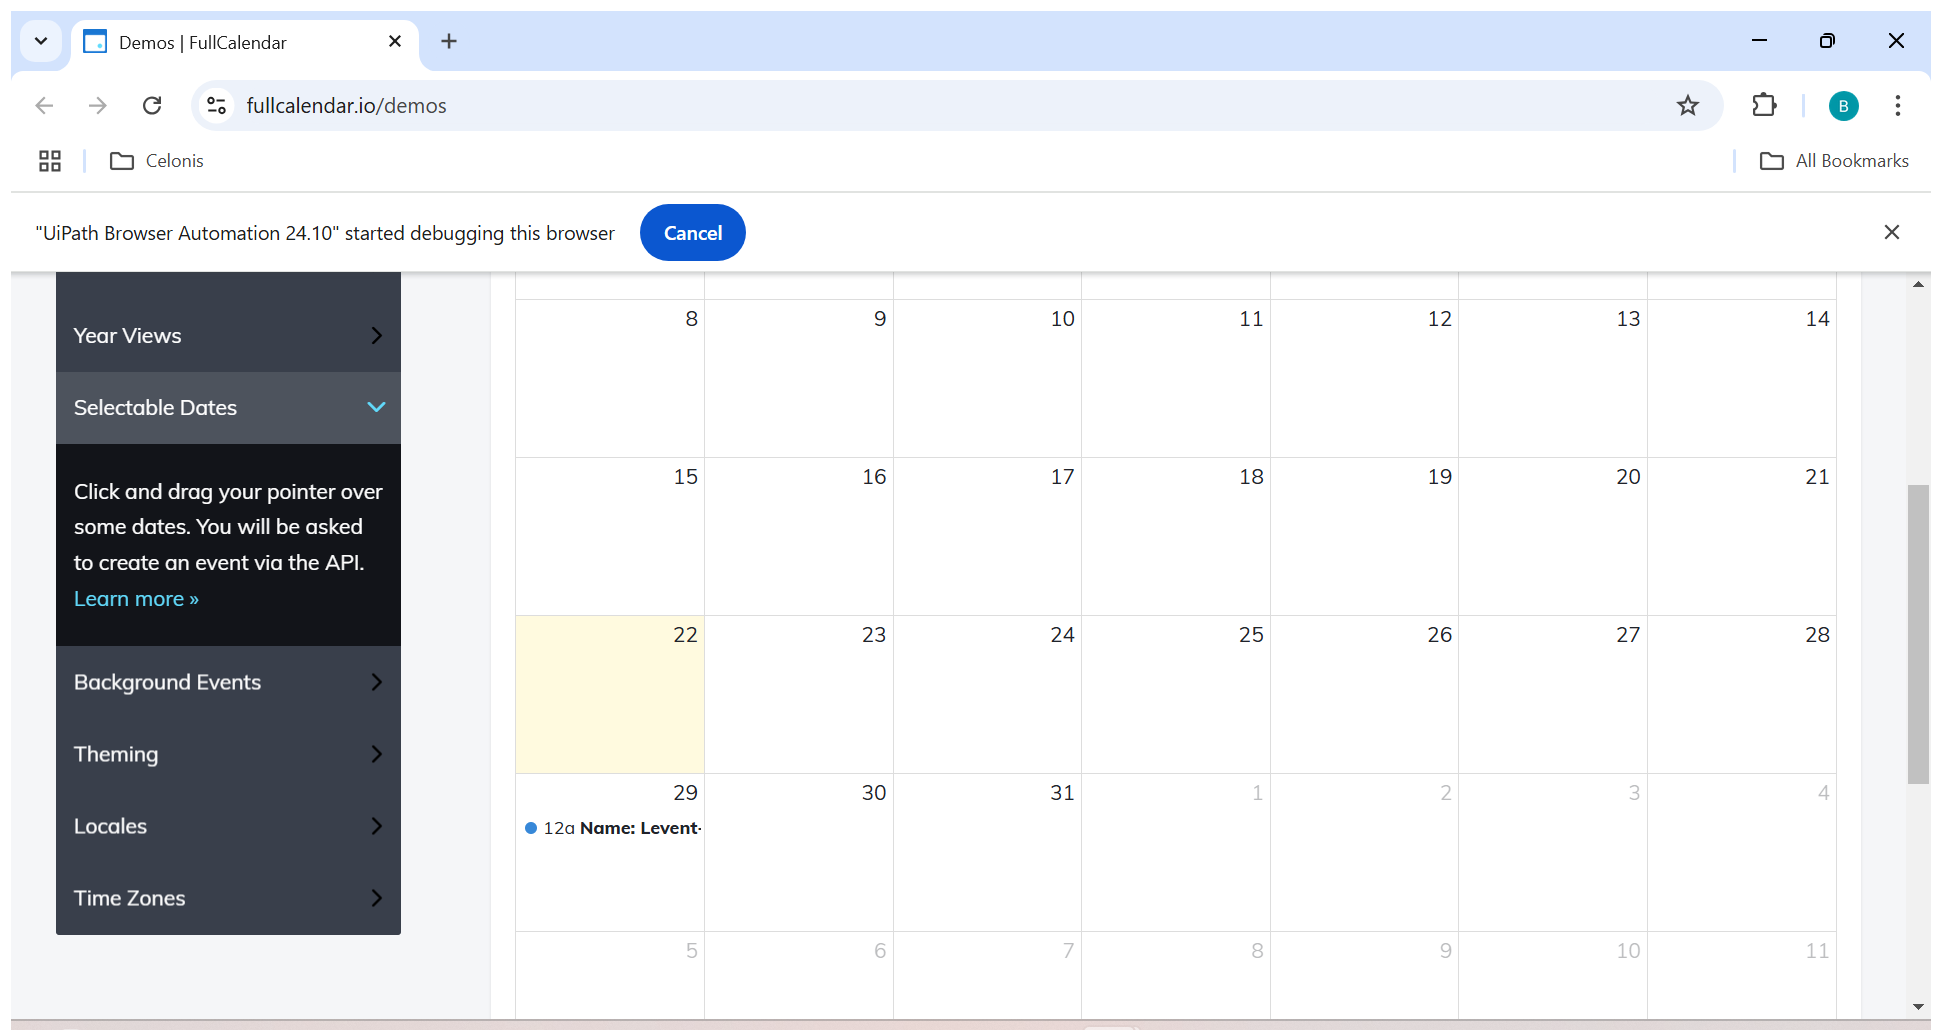 Demos | FullCalendar
fullcalendar.io/demos
B
Celonis
All Bookmarks
"UiPath Browser Automation 24.10" started debugging this browser
Cancel
Year Views
Selectable Dates
Click and drag your pointer over
some dates. You will be asked
to create an event via the API.
Learn more »
Background Events
Theming
Locales
Time Zones
8 9 10 11 12 13 14
15 16 17 18 19 20 21
22 23 24 25 26 27 28
29 30 31 1 2 3 4
12a Name: Levent-
5 6 7 8 9 10 11